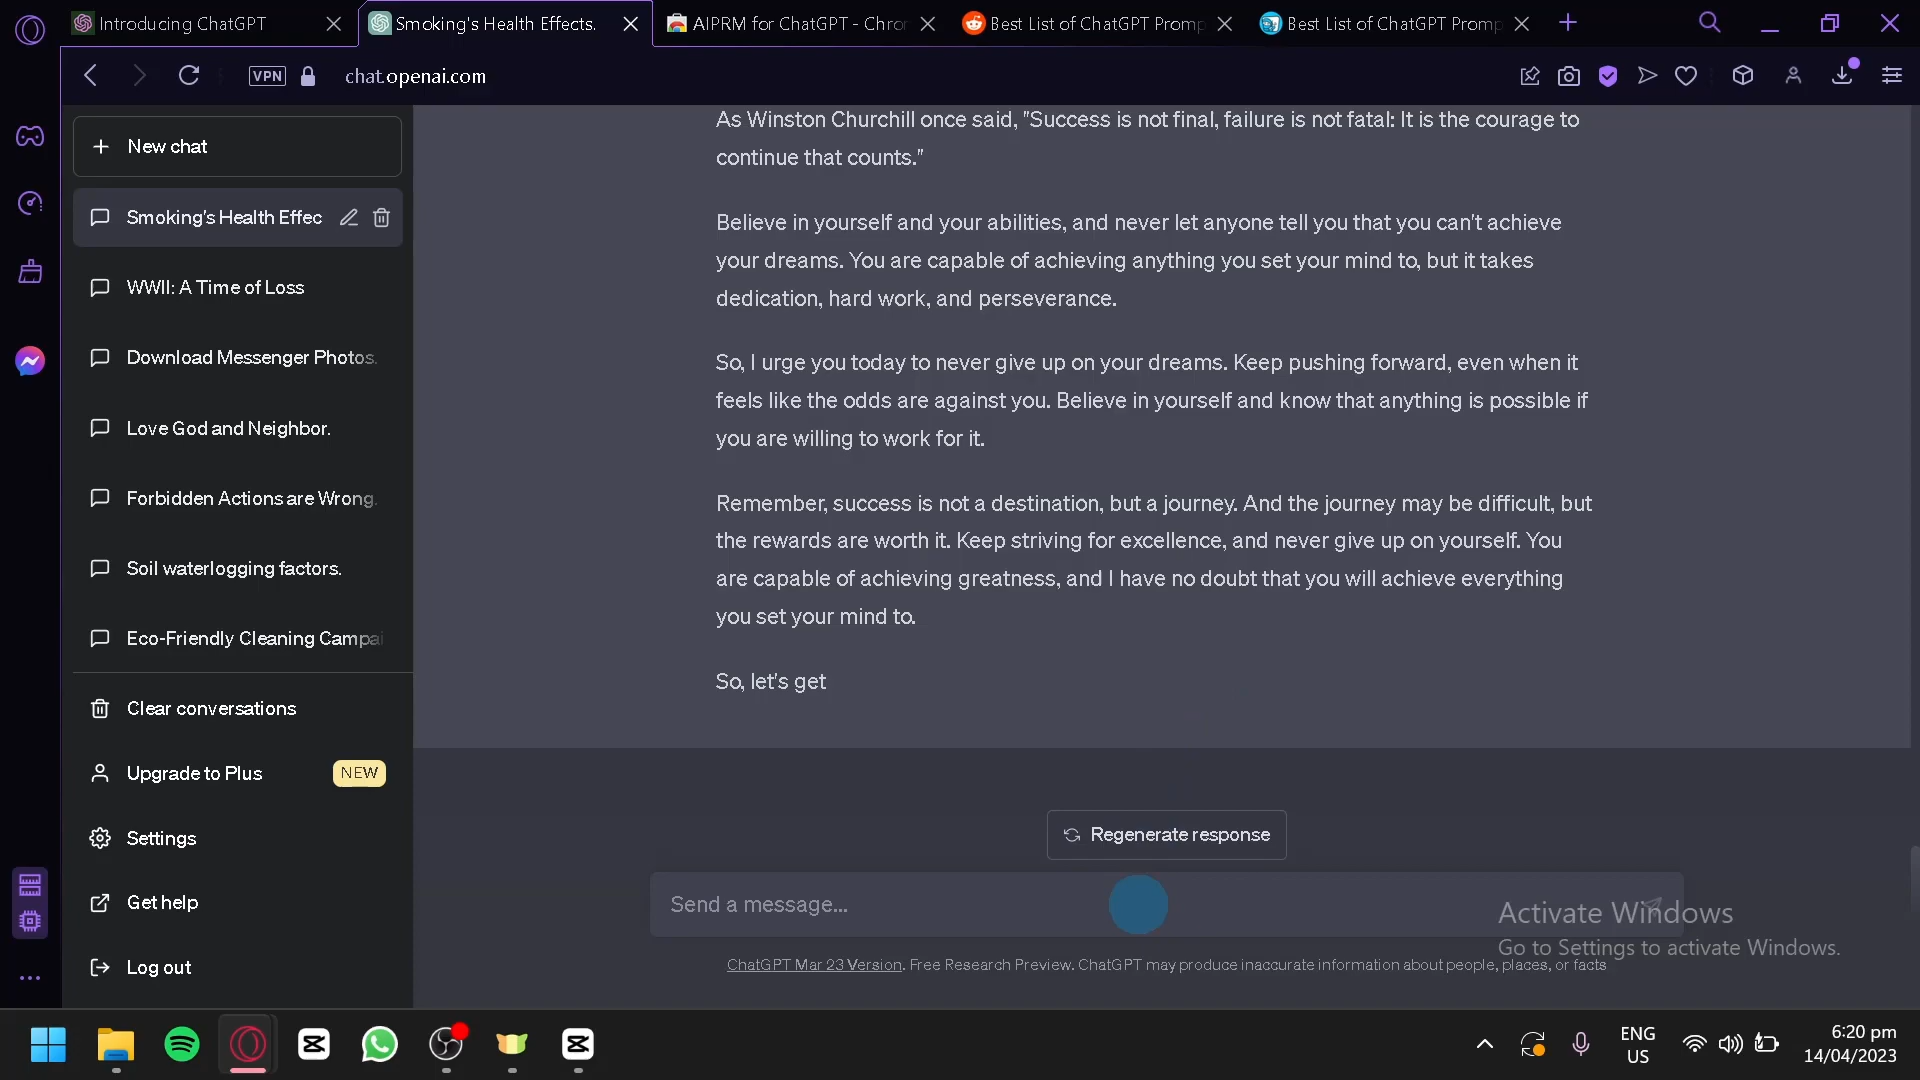 Introducing ChatGPT
Smoking's Health Effects.
AIPRM for ChatGPT - Chro
Best List of ChatGPT Promp
Best List of ChatGPT Promp
VPN
chat.openai.com
New chat
Smoking's Health Effec
WWII: A Time of Loss
Download Messenger Photos.
Love God and Neighbor.
Forbidden Actions are Wrong.
Soil waterlogging factors.
Eco-Friendly Cleaning Campai
Clear conversations
Upgrade to Plus
NEW
Settings
Get help
Log out
As Winston Churchill once said, "Success is not final, failure is not fatal: It is the courage to
continue that counts."
Believe in yourself and your abilities, and never let anyone tell you that you can't achieve
your dreams. You are capable of achieving anything you set your mind to, but it takes
dedication, hard work, and perseverance.
So, I urge you today to never give up on your dreams. Keep pushing forward, even when it
feels like the odds are against you. Believe in yourself and know that anything is possible if
you are willing to work for it.
Remember, success is not a destination, but a journey. And the journey may be difficult, but
the rewards are worth it. Keep striving for excellence, and never give up on yourself. You
are capable of achieving greatness, and I have no doubt that you will achieve everything
you set your mind to.
So, let's get
Regenerate response
Send a message...
Activate Windows
Go to Settings to activate Windows.
ChatGPT Mar 23 Version. Free Research Preview. ChatGPT may produce inaccurate information about people, places, or facts
ENG
US
6:20 pm
14/04/2023